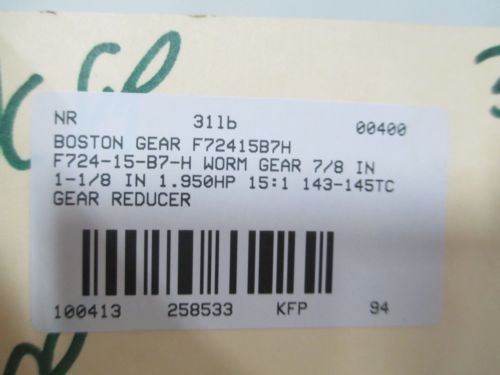 NR 31lb 00400
BOSTON GEAR F72415B7H
F724-15-B7-H WORM GEAR 7/8 IN
1-1/8 IN 1.950HP 15:1 143-145TC
GEAR REDUCER
100413 258533 KFP 94